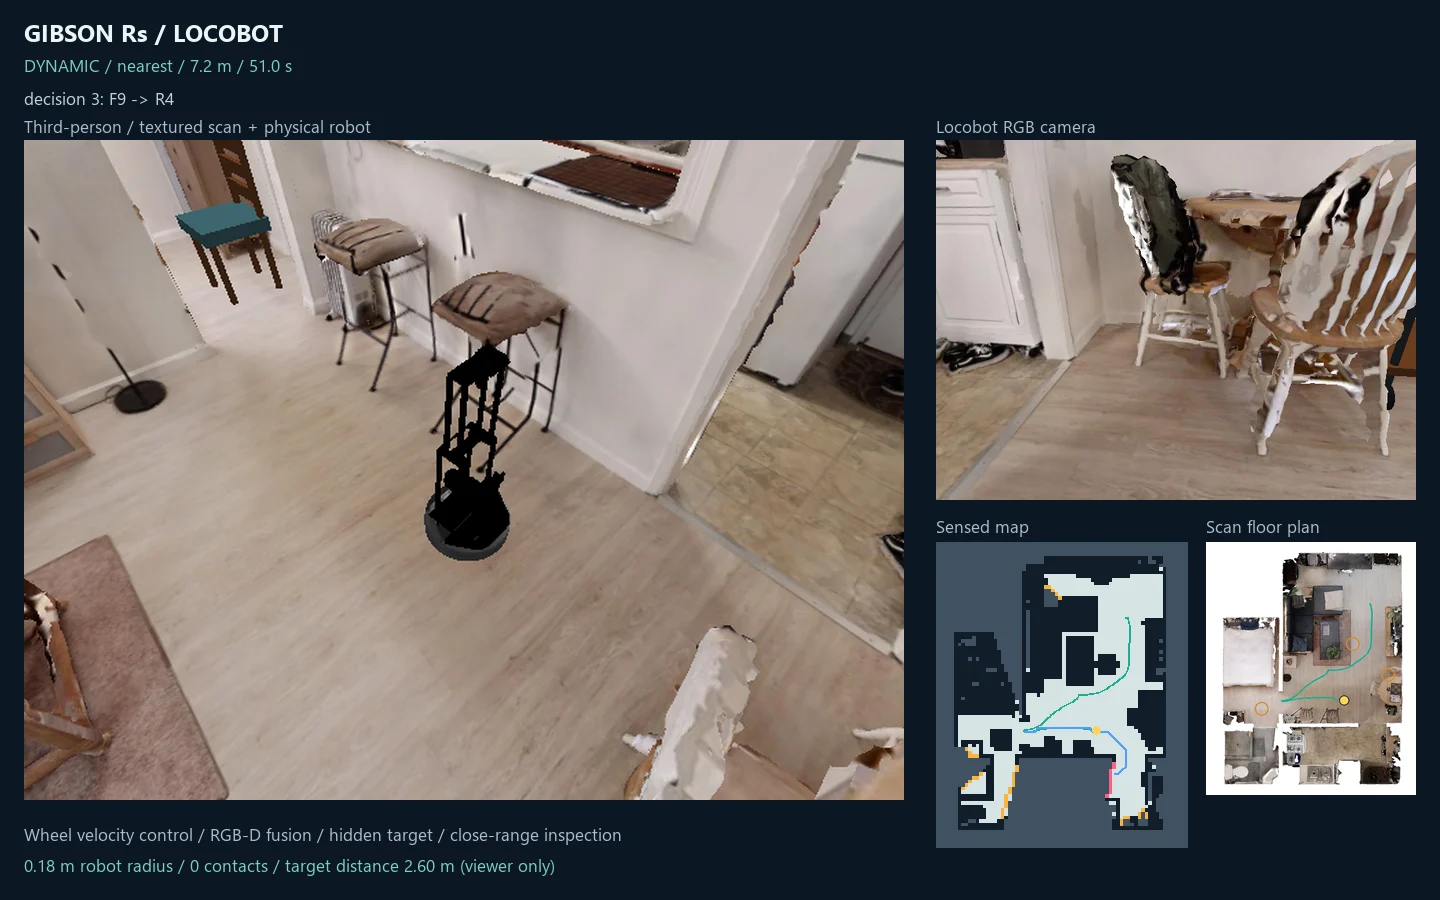 GIBSON Rs / LOCOBOT
DYNAMIC / nearest / 7.2 m / 51.0 s
decision 3: F9 -> R4
Third-person / textured scan + physical robot
Locobot RGB camera
Sensed map
Scan floor plan
Wheel velocity control / RGB-D fusion / hidden target / close-range inspection
0.18 m robot radius / 0 contacts / target distance 2.60 m (viewer only)